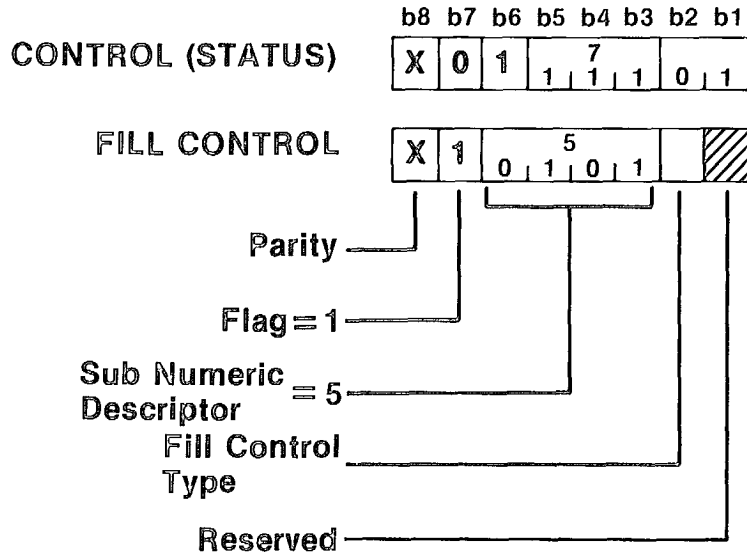 b8 b7 b6 b5 b4 b3 b2 b1
CONTROL (STATUS) X 0 1 7
1 1 1 0 1
FILL CONTROL X 1 5
0 1 0 1
Parity
Flag = 1
Sub Numeric
Descriptor = 5
Fill Control
Type
Reserved